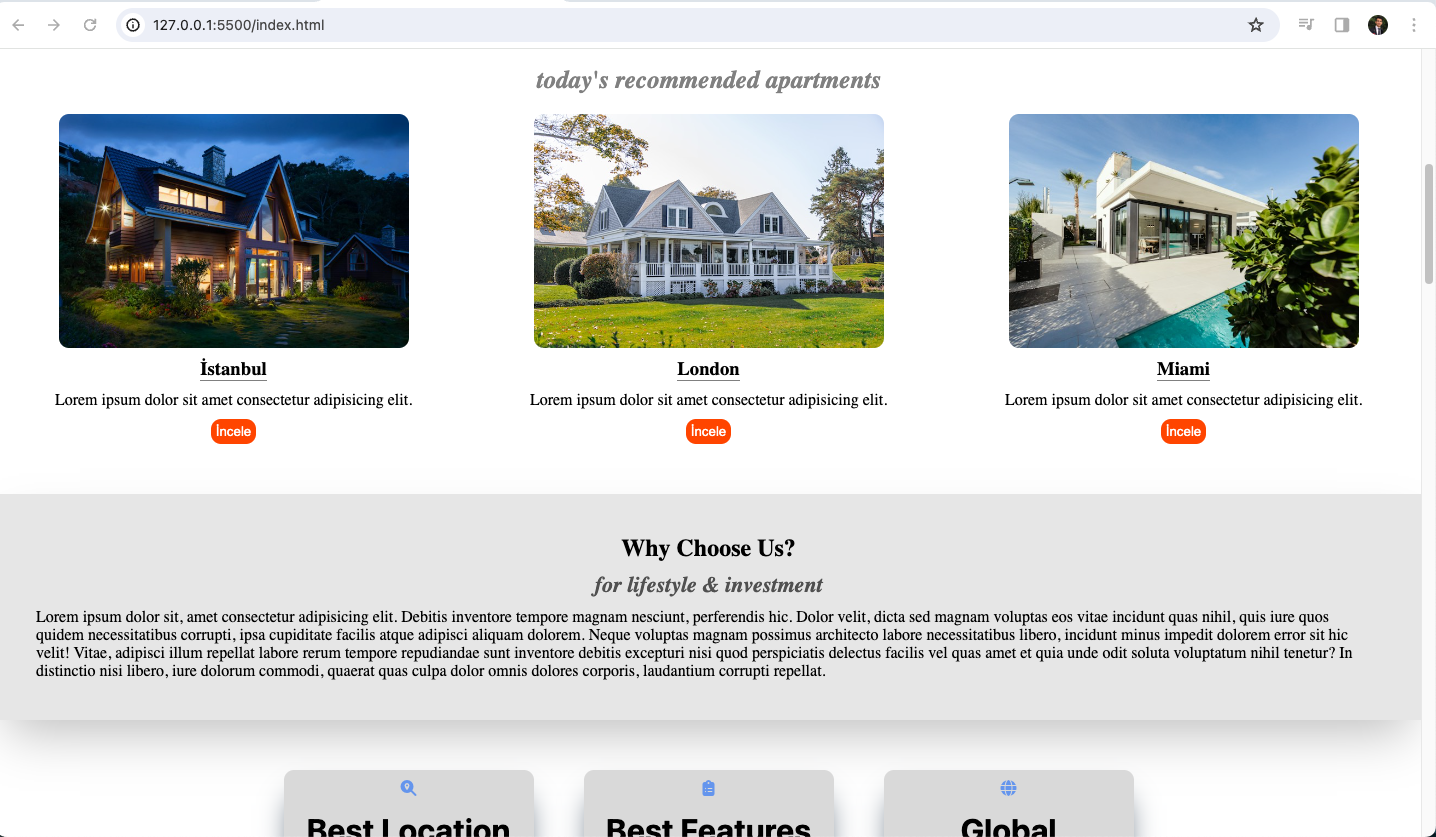 127.0.0.1:5500/index.html
today's recommended apartments
İstanbul
London
Miami
Lorem ipsum dolor sit amet consectetur adipisicing elit.
Lorem ipsum dolor sit amet consectetur adipisicing elit.
Lorem ipsum dolor sit amet consectetur adipisicing elit.
İncele
İncele
İncele
Why Choose Us?
for lifestyle & investment
Lorem ipsum dolor sit, amet consectetur adipisicing elit. Debitis inventore tempore magnam nesciunt, perferendis hic. Dolor velit, dicta sed magnam voluptas eos vitae incidunt quas nihil, quis iure quos
quidem necessitatibus corrupti, ipsa cupiditate facilis atque adipisci aliquam dolorem. Neque voluptas magnam possimus architecto labore necessitatibus libero, incidunt minus impedit dolorem error sit hic
velit! Vitae, adipisci illum repellat labore rerum tempore repudiandae sunt inventore debitis excepturi nisi quod perspiciatis delectus facilis vel quas amet et quia unde odit soluta voluptatum nihil tenetur? In
distinctio nisi libero, iure dolorum commodi, quaerat quas culpa dolor omnis dolores corporis, laudantium corrupti repellat.
Best Location
Best Features
Global